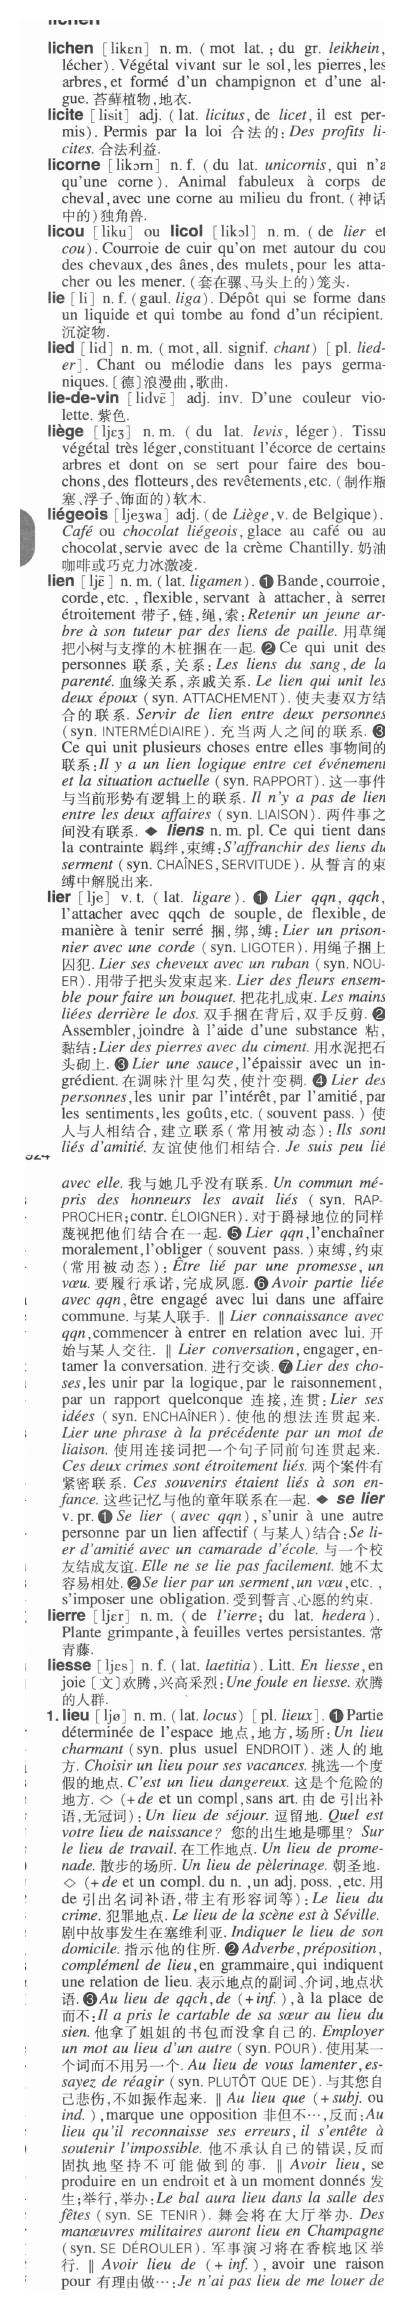 lichen
lichen [likɛn] n. m. ( mot lat. ; du gr. leikhein,
lécher). Végétal vivant sur le sol, les pierres, les
arbres, et formé d'un champignon et d'une al-
gue. 苔藓植物,地衣.
licite [lisit] adj. (lat. licitus, de licet, il est per-
mis). Permis par la loi 合法的: Des profits li-
cites. 合法利益.
licorne [likɔrn] n. f. ( du lat. unicornis, qui n'a
qu'une corne ). Animal fabuleux à corps de
cheval, avec une corne au milieu du front. (神话
中的)独角兽.
licou [liku] ou licol [likɔl] n. m. ( de lier et
cou). Courroie de cuir qu'on met autour du cou
des chevaux, des ânes, des mulets, pour les atta-
cher ou les mener. (套在骡、马头上的)笼头.
lie [li] n. f. (gaul. liga). Dépôt qui se forme dans
un liquide et qui tombe au fond d'un récipient.
沉淀物.
lied [lid] n. m. ( mot, all. signif. chant) [ pl. lied-
er]. Chant ou mélodie dans les pays germa-
niques. [德]浪漫曲,歌曲.
lie-de-vin [lidvɛ̃] adj. inv. D'une couleur vio-
lette. 紫色.
liège [ljɛʒ] n. m. ( du lat. levis, léger). Tissu
végétal très léger, constituant l'écorce de certains
arbres et dont on se sert pour faire des bou-
chons, des flotteurs, des revêtements, etc. (制作瓶
塞、浮子、饰面的)软木.
liégeois [ljeʒwa] adj. (de Liège, v. de Belgique).
Café ou chocolat liégeois, glace au café ou au
chocolat, servie avec de la crème Chantilly. 奶油
咖啡或巧克力冰激凌.
lien [ljɛ̃] n. m. (lat. ligamen). ❶ Bande, courroie,
corde, etc. , flexible, servant à attacher, à serrer
étroitement 带子,链,绳,索: Retenir un jeune ar-
bre à son tuteur par des liens de paille. 用草绳
把小树与支撑的木桩捆在一起. ❷ Ce qui unit des
personnes 联系,关系: Les liens du sang, de la
parenté. 血缘关系,亲戚关系. Le lien qui unit les
deux époux (syn. ATTACHEMENT). 使夫妻双方结
合的联系. Servir de lien entre deux personnes
(syn. INTERMÉDIAIRE). 充当两人之间的联系. ❸
Ce qui unit plusieurs choses entre elles 事物间的
联系: Il y a un lien logique entre cet événement
et la situation actuelle (syn. RAPPORT). 这一事件
与当前形势有逻辑上的联系. Il n'y a pas de lien
entre les deux affaires (syn. LIAISON). 两件事之
间没有联系. ◆ liens n. m. pl. Ce qui tient dans
la contrainte 羁绊,束缚: S'affranchir des liens du
serment (syn. CHAÎNES, SERVITUDE). 从誓言的束
缚中解脱出来.
lier [lje] v. t. ( lat. ligare). ❶ Lier qqn, qqch,
l'attacher avec qqch de souple, de flexible, de
manière à tenir serré 捆,绑,缚: Lier un prison-
nier avec une corde (syn. LIGOTER). 用绳子捆上
囚犯. Lier ses cheveux avec un ruban (syn. NOU-
ER). 用带子把头发束起来. Lier des fleurs ensem-
ble pour faire un bouquet. 把花扎成束. Les mains
liées derrière le dos. 双手捆在背后,双手反剪. ❷
Assembler, joindre à l'aide d'une substance 粘,
黏结: Lier des pierres avec du ciment. 用水泥把石
头砌上. ❸ Lier une sauce, l'épaissir avec un in-
grédient. 在调味汁里勾芡,使汁变稠. ❹ Lier des
personnes, les unir par l'intérêt, par l'amitié, par
les sentiments, les goûts, etc. (souvent pass. ) 使
人与人相结合,建立联系(常用被动态): Ils sont
liés d'amitié. 友谊使他们相结合. Je suis peu lié
924
avec elle. 我与她几乎没有联系. Un commun mé-
pris des honneurs les avait liés ( syn. RAP-
PROCHER; contr. ÉLOIGNER). 对于爵禄地位的同样
蔑视把他们结合在一起. ❺ Lier qqn, l'enchaîner
moralement, l'obliger ( souvent pass. ) 束缚,约束
(常用被动态): Être lié par une promesse, un
vœu. 要履行承诺,完成夙愿. ❻ Avoir partie liée
avec qqn, être engagé avec lui dans une affaire
commune. 与某人联手. ‖ Lier connaissance avec
qqn, commencer à entrer en relation avec lui. 开
始与某人交往. ‖ Lier conversation, engager, en-
tamer la conversation. 进行交谈. ❼ Lier des cho-
ses, les unir par la logique, par le raisonnement,
par un rapport quelconque 连接,连贯: Lier ses
idées ( syn. ENCHAÎNER). 使他的想法连贯起来.
Lier une phrase à la précédente par un mot de
liaison. 使用连接词把一个句子同前句连贯起来.
Ces deux crimes sont étroitement liés. 两个案件有
紧密联系. Ces souvenirs étaient liés à son en-
fance. 这些记忆与他的童年联系在一起. ◆ se lier
v. pr. ❶ Se lier ( avec qqn), s'unir à une autre
personne par un lien affectif (与某人)结合: Se li-
er d'amitié avec un camarade d'école. 与一个校
友结成友谊. Elle ne se lie pas facilement. 她不太
容易相处. ❷ Se lier par un serment, un vœu, etc. ,
s'imposer une obligation. 受到誓言、心愿的约束.
lierre [ljɛr] n. m. ( de l'ierre; du lat. hedera).
Plante grimpante, à feuilles vertes persistantes. 常
青藤.
liesse [ljɛs] n. f. (lat. laetitia). Litt. En liesse, en
joie [文]欢腾,兴高采烈: Une foule en liesse. 欢腾
的人群.
1. lieu [ljø] n. m. (lat. locus) [ pl. lieux]. ❶ Partie
déterminée de l'espace 地点,地方,场所: Un lieu
charmant (syn. plus usuel ENDROIT). 迷人的地
方. Choisir un lieu pour ses vacances. 挑选一个度
假的地点. C'est un lieu dangereux. 这是个危险的
地方. ◇ (+ de et un compl, sans art. 由 de 引出补
语,无冠词): Un lieu de séjour. 逗留地. Quel est
votre lieu de naissance? 您的出生地是哪里? Sur
le lieu de travail. 在工作地点. Un lieu de prome-
nade. 散步的场所. Un lieu de pèlerinage. 朝圣地.
◇ (+ de et un compl. du n. , un adj. poss. , etc. 用
de 引出名词补语,带主有形容词等): Le lieu du
crime. 犯罪地点. Le lieu de la scène est à Séville.
剧中故事发生在塞维利亚. Indiquer le lieu de son
domicile. 指示他的住所. ❷ Adverbe, préposition,
complément de lieu, en grammaire, qui indiquent
une relation de lieu. 表示地点的副词、介词,地点状
语. ❸ Au lieu de qqch, de (+ inf. ), à la place de
而不: Il a pris le cartable de sa sœur au lieu du
sien. 他拿了姐姐的书包而没拿自己的. Employer
un mot au lieu d'un autre (syn. POUR). 使用某一
个词而不用另一个. Au lieu de vous lamenter, es-
sayez de réagir (syn. PLUTÔT QUE DE). 与其您自
己悲伤,不如振作起来. ‖ Au lieu que (+ subj. ou
ind. ), marque une opposition 非但不…,反而: Au
lieu qu'il reconnaisse ses erreurs, il s'entête à
soutenir l'impossible. 他不承认自己的错误,反而
固执地坚持不可能做到的事. ‖ Avoir lieu, se
produire en un endroit et à un moment donnés 发
生;举行,举办: Le bal aura lieu dans la salle des
fêtes (syn. SE TENIR). 舞会将在大厅举办. Des
manœuvres militaires auront lieu en Champagne
(syn. SE DÉROULER). 军事演习将在香槟地区举
行. ‖ Avoir lieu de ( + inf. ), avoir une raison
pour 有理由做…: Je n'ai pas lieu de me louer de